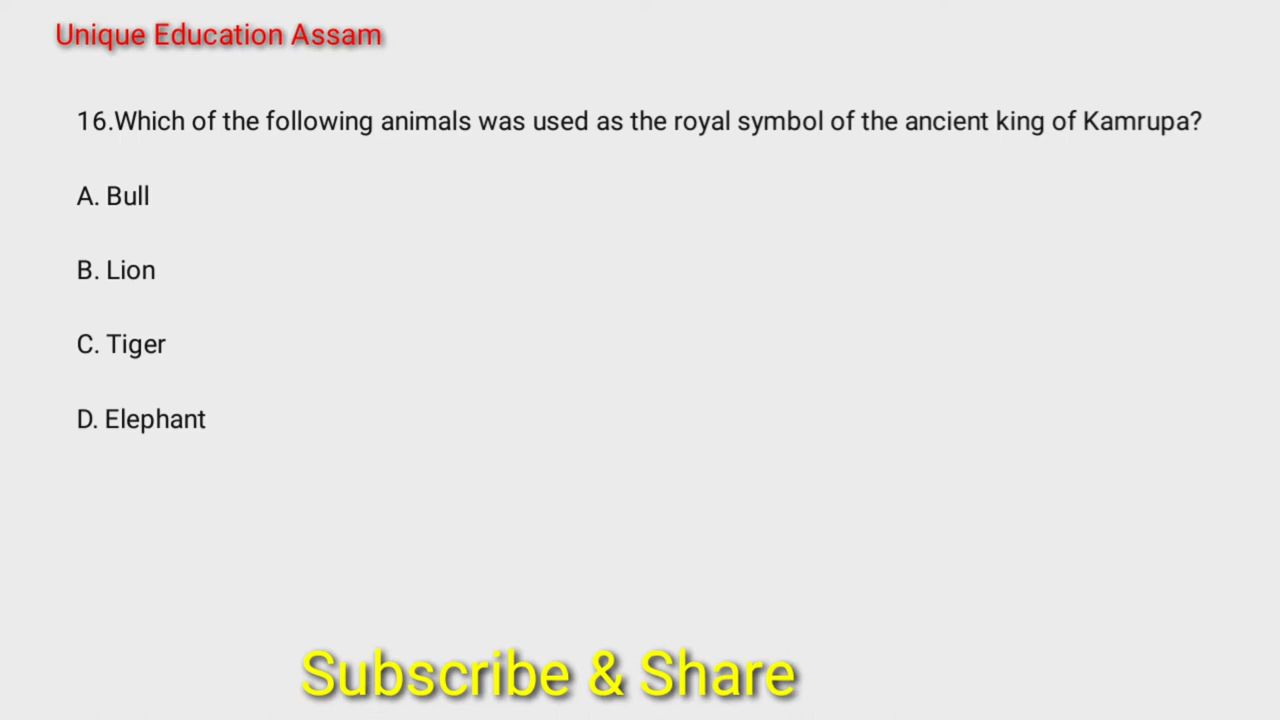 Unique Education Assam
16.Which of the following animals was used as the royal symbol of the ancient king of Kamrupa?
A. Bull
B. Lion
C. Tiger
D. Elephant
Subscribe & Share